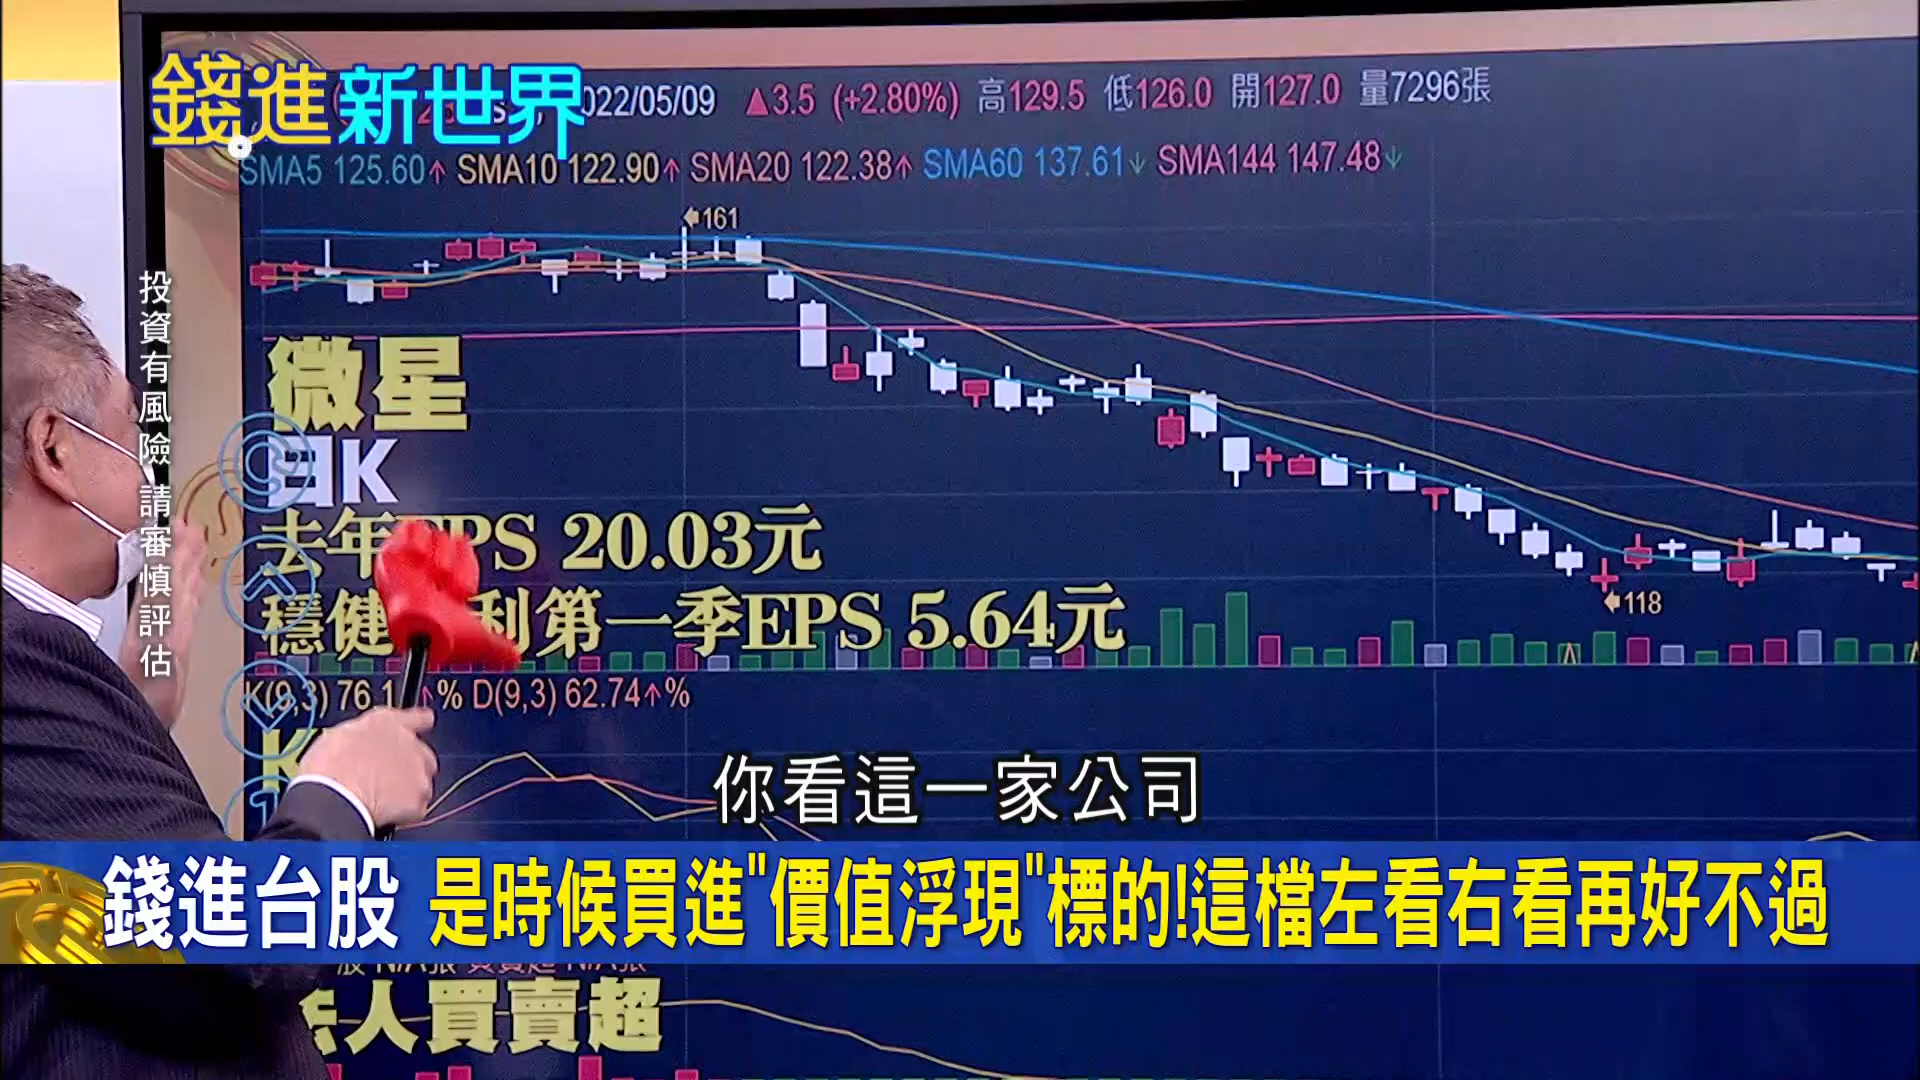 錢進新世界
2022/05/09 ▲3.5 (+2.80%) 高129.5 低126.0 開127.0 量7296張
SMA5 125.60↑ SMA10 122.90↑ SMA20 122.38↑ SMA60 137.61↓ SMA144 147.48↓
161
投資有風險 請審慎評估
微星
日K
去年EPS 20.03元
穩健 利第一季EPS 5.64元
118
K(9,3) 76.1 ↑% D(9,3) 62.74↑%
你看這一家公司
錢進台股 是時候買進"價值浮現"標的!這檔左看右看再好不過
人買賣超